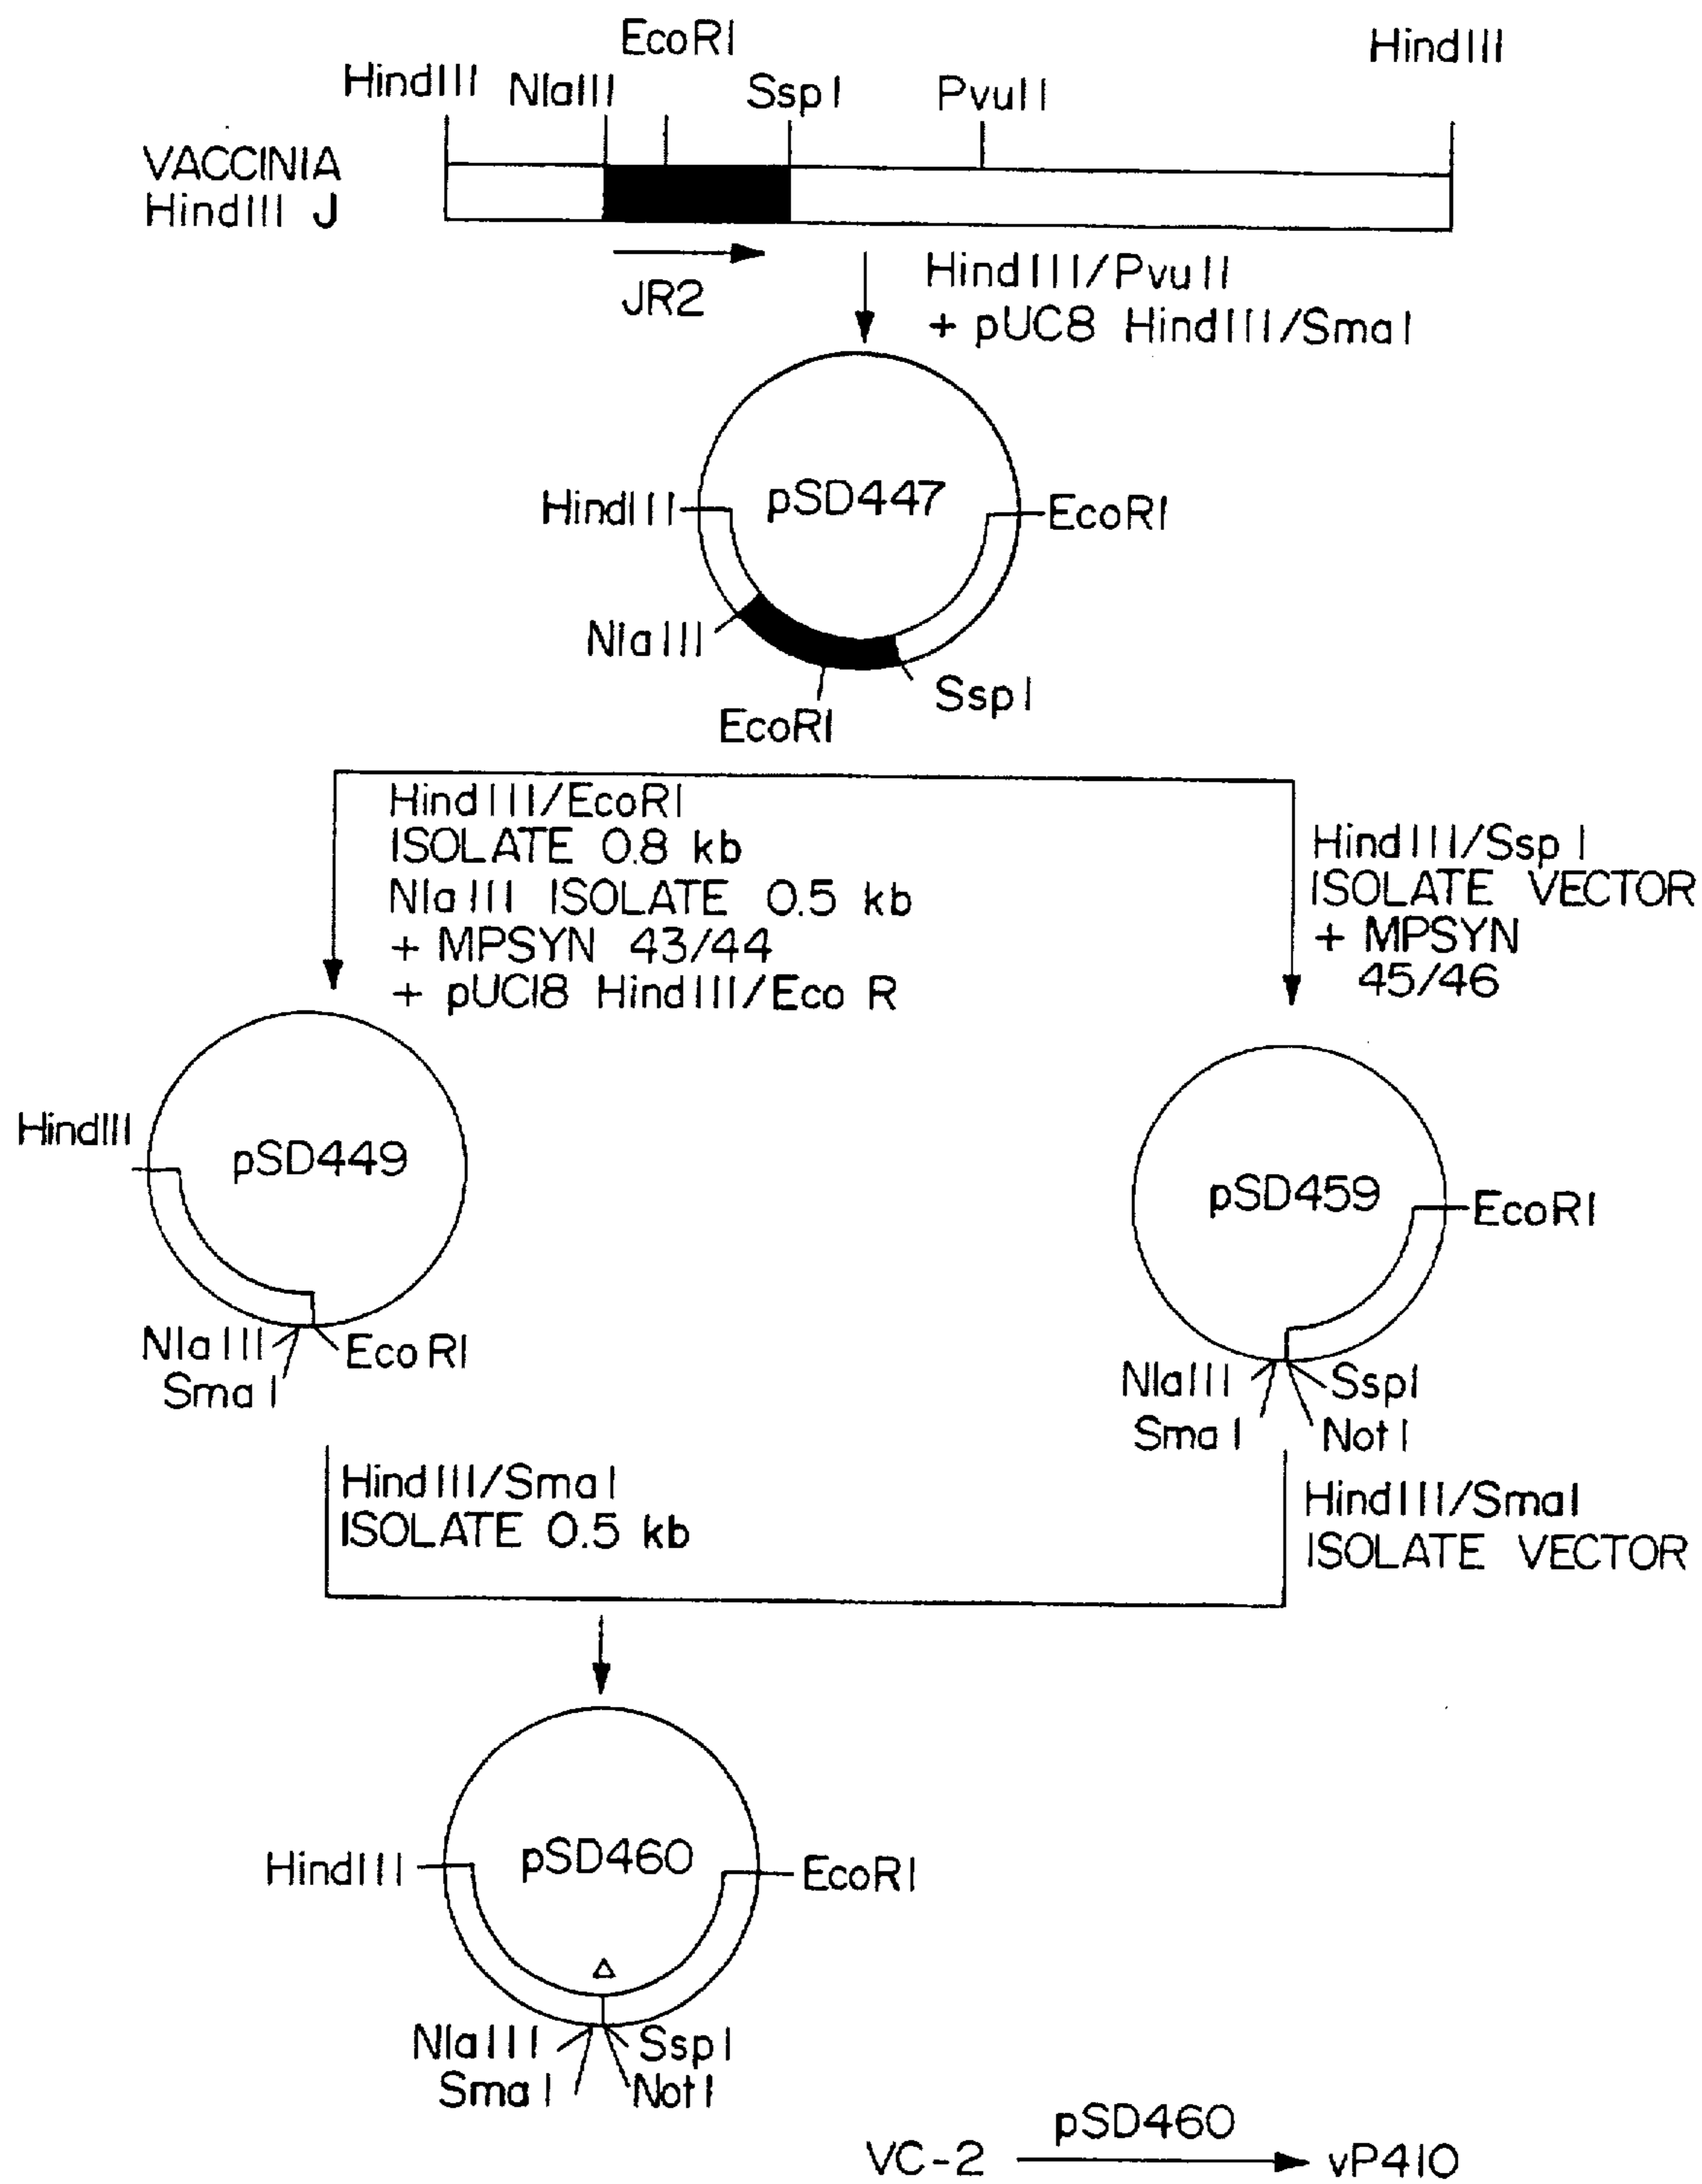 EcoRI
HindIII
HindIII
NlaIII
SspI
PvuII
VACCINIA
HindIII J
JR2
HindIII/PvuII
+ pUC8 HindIII/SmaI
pSD447
HindIII
EcoRI
NlaIII
SspI
EcoRI
HindIII/EcoRI
ISOLATE 0.8 kb
NlaIII ISOLATE 0.5 kb
+ MPSYN 43/44
+ pUC18 HindIII/Eco R
HindIII/SspI
ISOLATE VECTOR
+ MPSYN
45/46
HindIII
pSD449
NlaIII
EcoRI
SmaI
pSD459
EcoRI
NlaIII
SspI
SmaI
NotI
HindIII/SmaI
ISOLATE 0.5 kb
HindIII/SmaI
ISOLATE VECTOR
HindIII
pSD460
EcoRI
Δ
NlaIII
SspI
SmaI
NotI
pSD460
VC-2
vP410